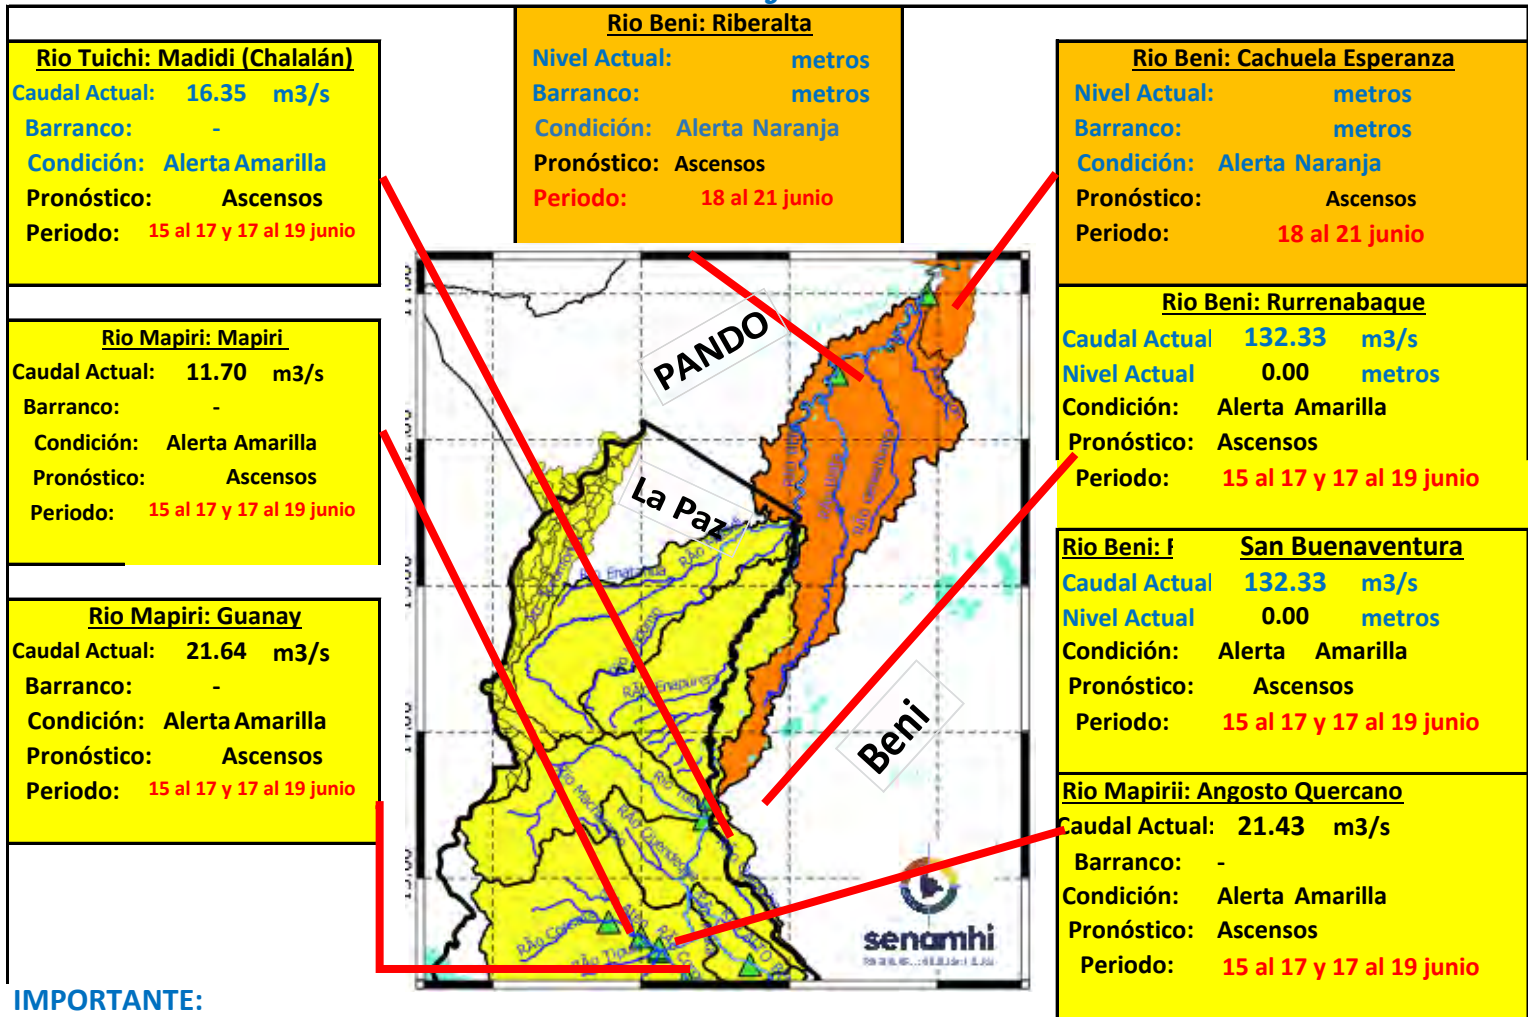 Rio Tuichi: Madidi (Chalalán)
Caudal Actual: 16.35 m3/s
Barranco: -
Condición: Alerta Amarilla
Pronóstico: Ascensos
Periodo: 15 al 17 y 17 al 19 junio
Rio Mapiri: Mapiri
Caudal Actual: 11.70 m3/s
Barranco: -
Condición: Alerta Amarilla
Pronóstico: Ascensos
Periodo: 15 al 17 y 17 al 19 junio
Rio Mapiri: Guanay
Caudal Actual: 21.64 m3/s
Barranco: -
Condición: Alerta Amarilla
Pronóstico: Ascensos
Periodo: 15 al 17 y 17 al 19 junio
Rio Beni: Riberalta
Nivel Actual: metros
Barranco: metros
Condición: Alerta Naranja
Pronóstico: Ascensos
Periodo: 18 al 21 junio
PANDO
La Paz
Beni
RÃo Enapurera
senamhi
Rio Beni: Cachuela Esperanza
Nivel Actual: metros
Barranco: metros
Condición: Alerta Naranja
Pronóstico: Ascensos
Periodo: 18 al 21 junio
Rio Beni: Rurrenabaque
Caudal Actual 132.33 m3/s
Nivel Actual 0.00 metros
Condición: Alerta Amarilla
Pronóstico: Ascensos
Periodo: 15 al 17 y 17 al 19 junio
Rio Beni: San Buenaventura
Caudal Actual 132.33 m3/s
Nivel Actual 0.00 metros
Condición: Alerta Amarilla
Pronóstico: Ascensos
Periodo: 15 al 17 y 17 al 19 junio
Rio Mapirii: Angosto Quercano
Caudal Actual: 21.43 m3/s
Barranco: -
Condición: Alerta Amarilla
Pronóstico: Ascensos
Periodo: 15 al 17 y 17 al 19 junio
IMPORTANTE: